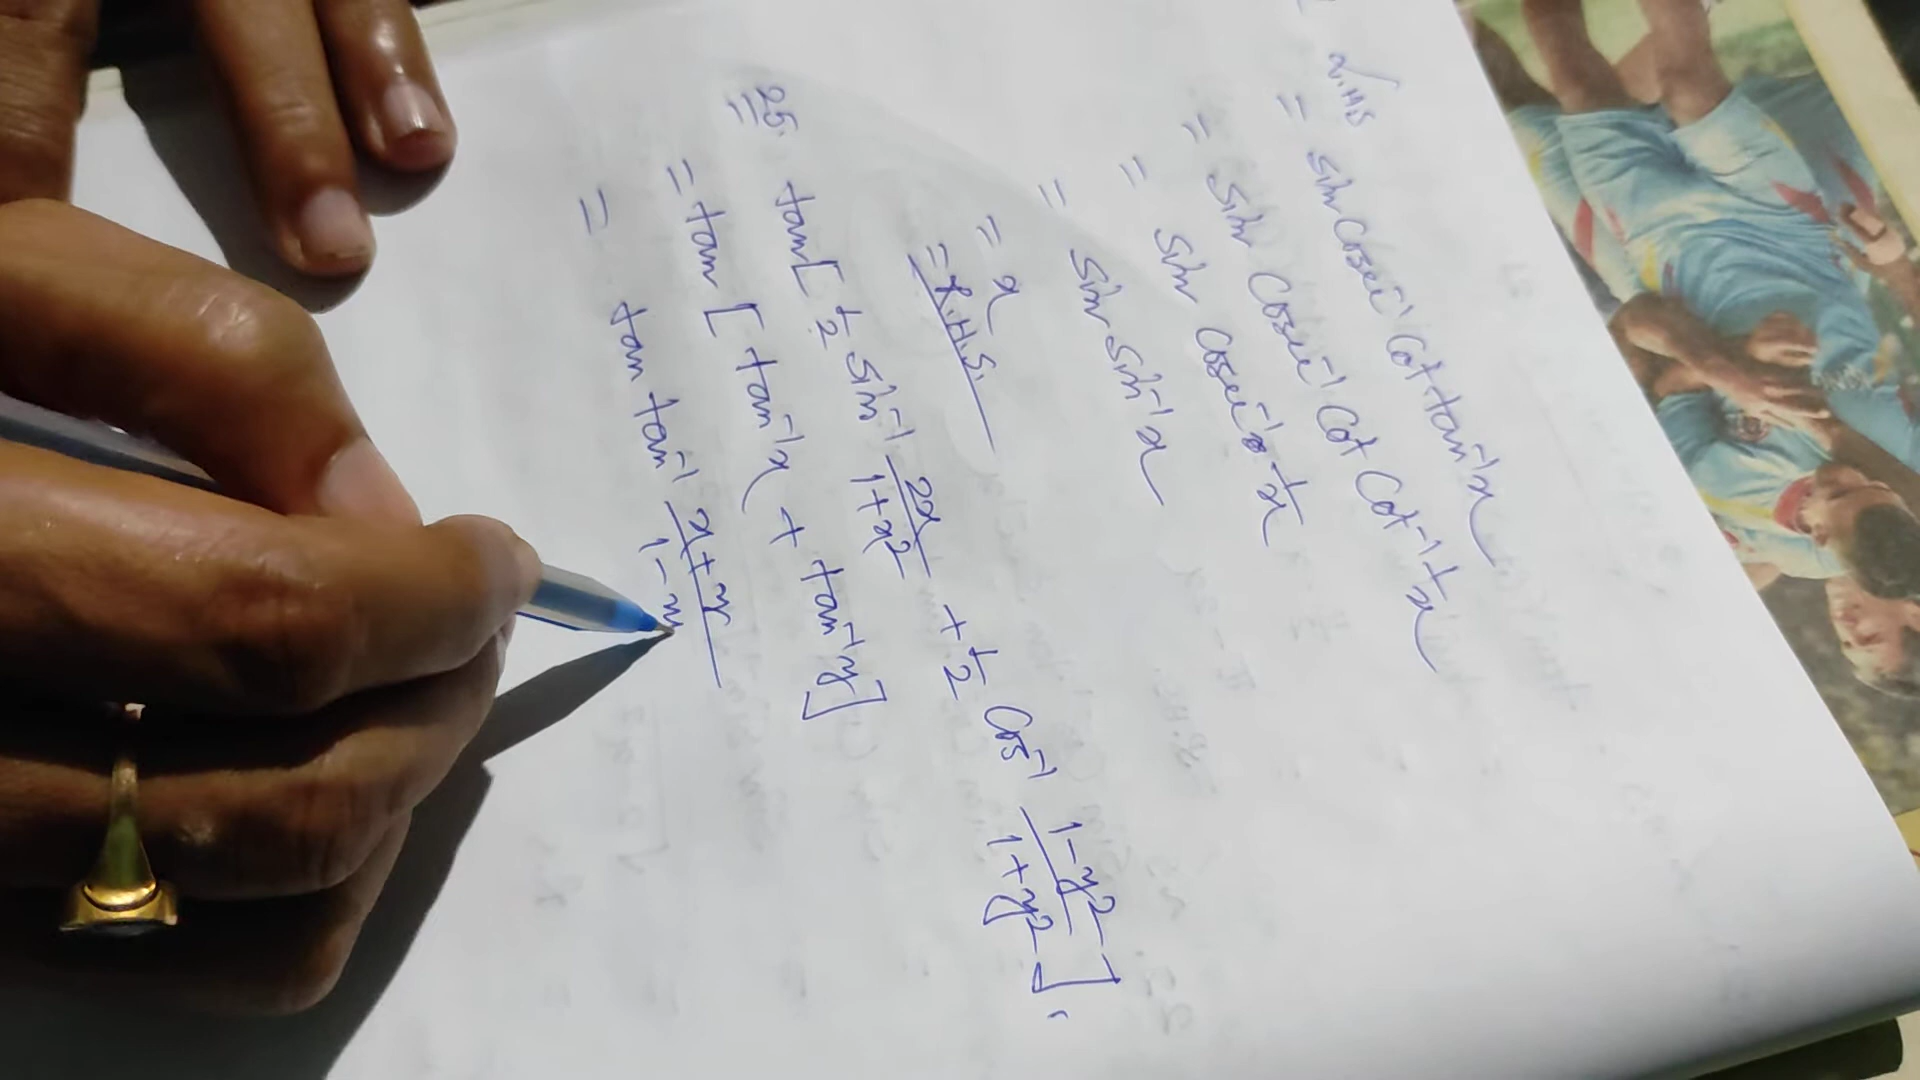 L.H.S
= sin cosec⁻¹ cot tan⁻¹x
= sin cosec⁻¹ cot cot⁻¹ 1/x
= sin cosec⁻¹ 1/x
= sin sin⁻¹x
= x
= R.H.S.
25. tan[1/2 sin⁻¹ 2x/1+x² + 1/2 cos⁻¹ 1-y²/1+y²]
= tan[tan⁻¹x + tan⁻¹y]
= tan tan⁻¹ x+y/1-x